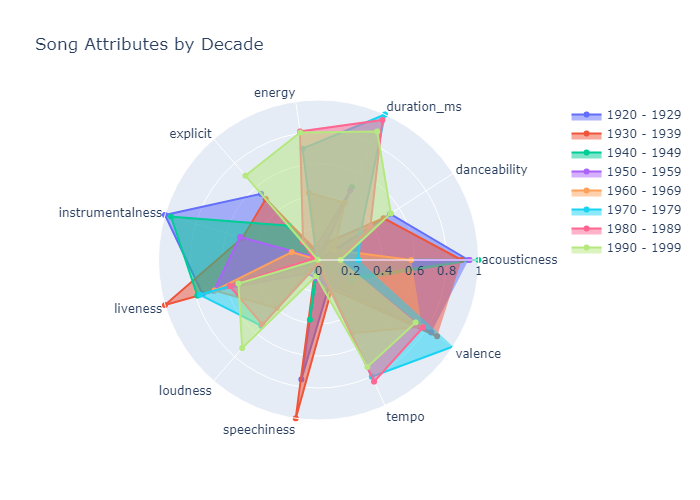 Song Attributes by Decade
energy
duration_ms
explicit
danceability
instrumentalness
0 0.2 0.4 0.6 0.8 1
acousticness
liveness
valence
loudness
tempo
speechiness
1920 - 1929
1930 - 1939
1940 - 1949
1950 - 1959
1960 - 1969
1970 - 1979
1980 - 1989
1990 - 1999